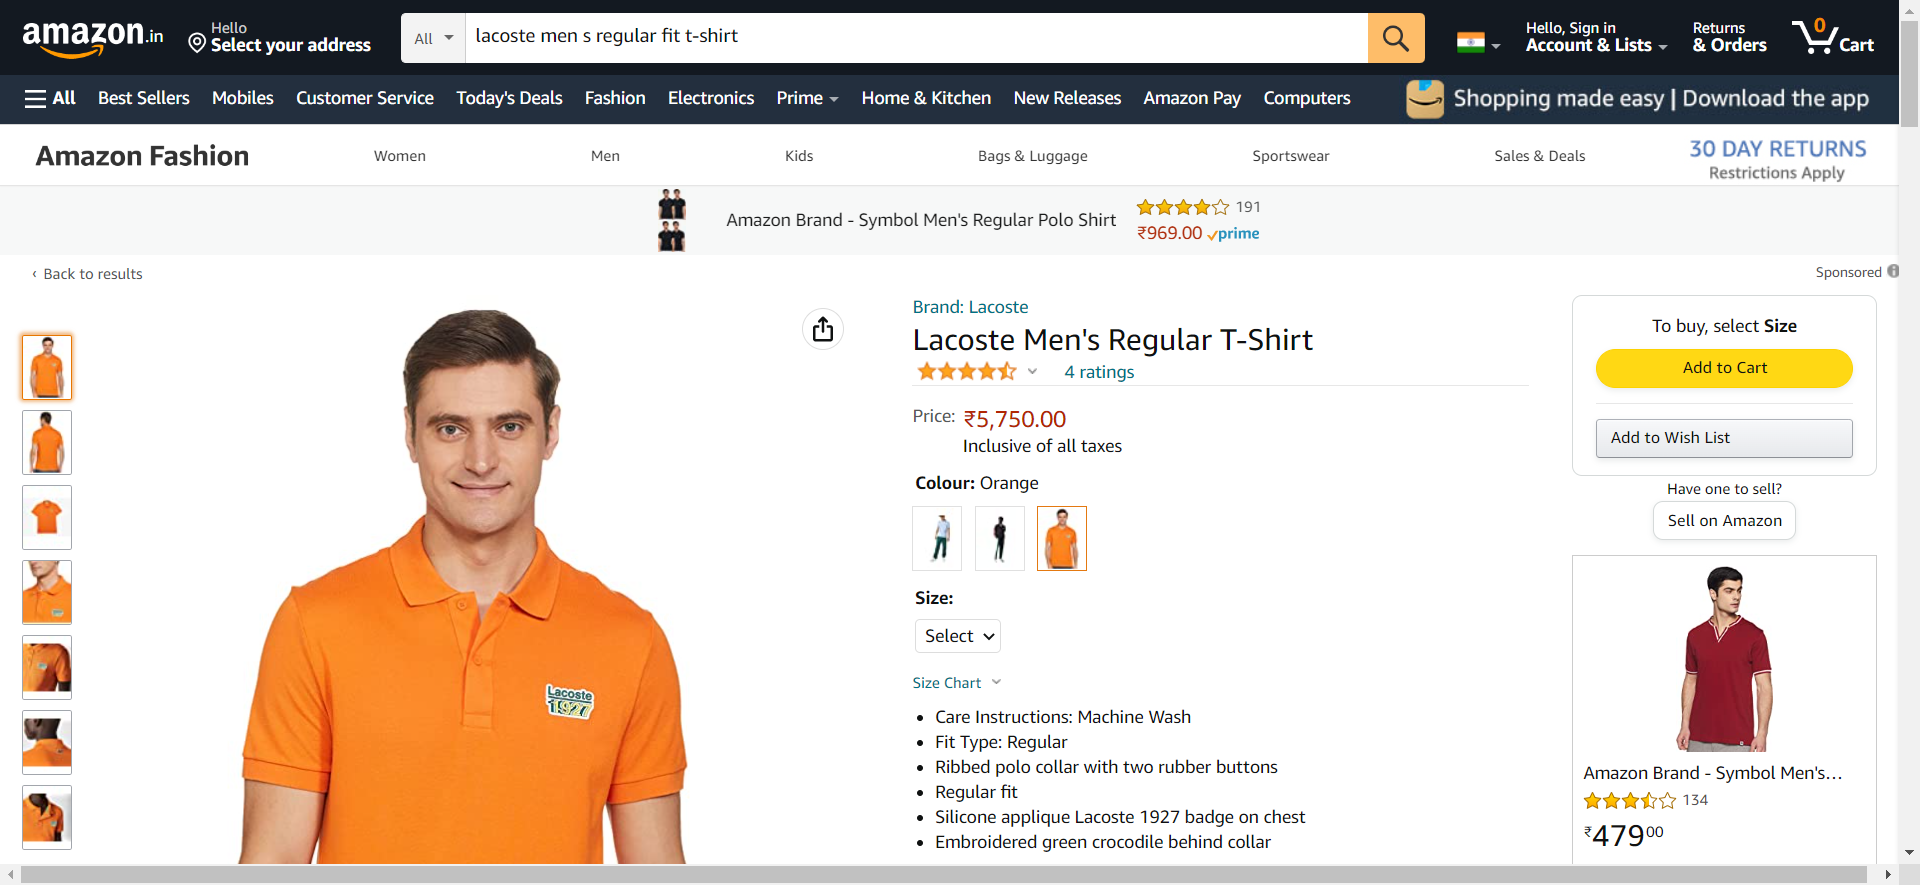 amazon.in
Hello
Select your address
All
lacoste men s regular fit t-shirt
Hello, Sign in
Account & Lists
Returns
& Orders
0
Cart
All
Best Sellers
Mobiles
Customer Service
Today's Deals
Fashion
Electronics
Prime
Home & Kitchen
New Releases
Amazon Pay
Computers
Shopping made easy | Download the app
Amazon Fashion
Women
Men
Kids
Bags & Luggage
Sportswear
Sales & Deals
30 DAY RETURNS
Restrictions Apply
Amazon Brand - Symbol Men's Regular Polo Shirt
191
₹969.00 prime
‹ Back to results
Sponsored
Brand: Lacoste
Lacoste Men's Regular T-Shirt
4 ratings
Price: ₹5,750.00
Inclusive of all taxes
Colour: Orange
Size:
Select
Size Chart
• Care Instructions: Machine Wash
• Fit Type: Regular
• Ribbed polo collar with two rubber buttons
• Regular fit
• Silicone applique Lacoste 1927 badge on chest
• Embroidered green crocodile behind collar
Lacoste
1927
To buy, select Size
Add to Cart
Add to Wish List
Have one to sell?
Sell on Amazon
Amazon Brand - Symbol Men's...
134
₹47900